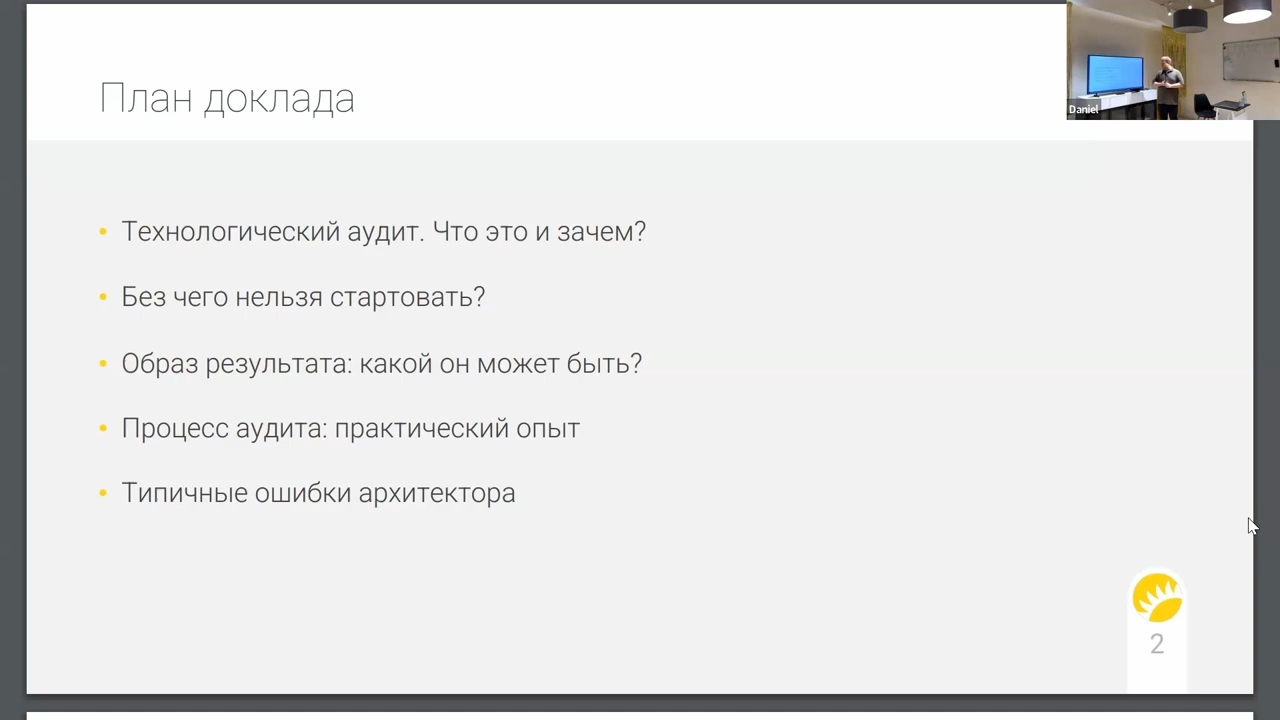 План доклада
Daniel
Технологический аудит. Что это и зачем?
Без чего нельзя стартовать?
Образ результата: какой он может быть?
Процесс аудита: практический опыт
Типичные ошибки архитектора
2